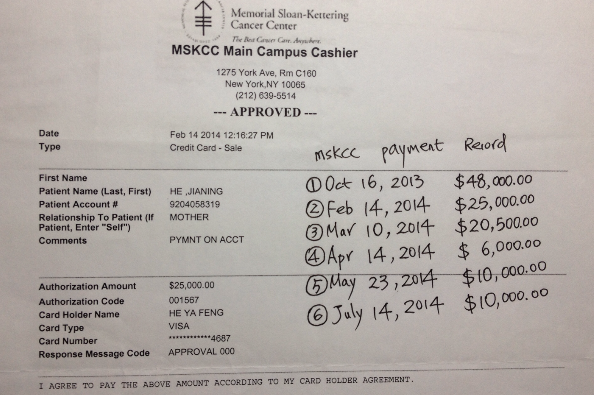 Memorial Sloan-Kettering
Cancer Center
The Best Cancer Care. Anywhere.
MSKCC Main Campus Cashier
1275 York Ave, Rm C160
New York,NY 10065
(212) 639-5514
--- APPROVED ---
Date Feb 14 2014 12:16:27 PM
Type Credit Card - Sale
First Name
Patient Name (Last, First) HE ,JIANING
Patient Account # 9204058319
Relationship To Patient (If MOTHER
Patient, Enter "Self")
Comments PYMNT ON ACCT
Authorization Amount $25,000.00
Authorization Code 001567
Card Holder Name HE YA FENG
Card Type VISA
Card Number ************4687
Response Message Code APPROVAL 000
mskcc payment Record
① Oct 16, 2013 $48,000.00
② Feb 14, 2014 $25,000.00
③ Mar 10, 2014 $20,500.00
④ Apr 14, 2014 $ 6,000.00
⑤ May 23, 2014 $10,000.00
⑥ July 14, 2014 $10,000.00
I AGREE TO PAY THE ABOVE AMOUNT ACCORDING TO MY CARD HOLDER AGREEMENT.